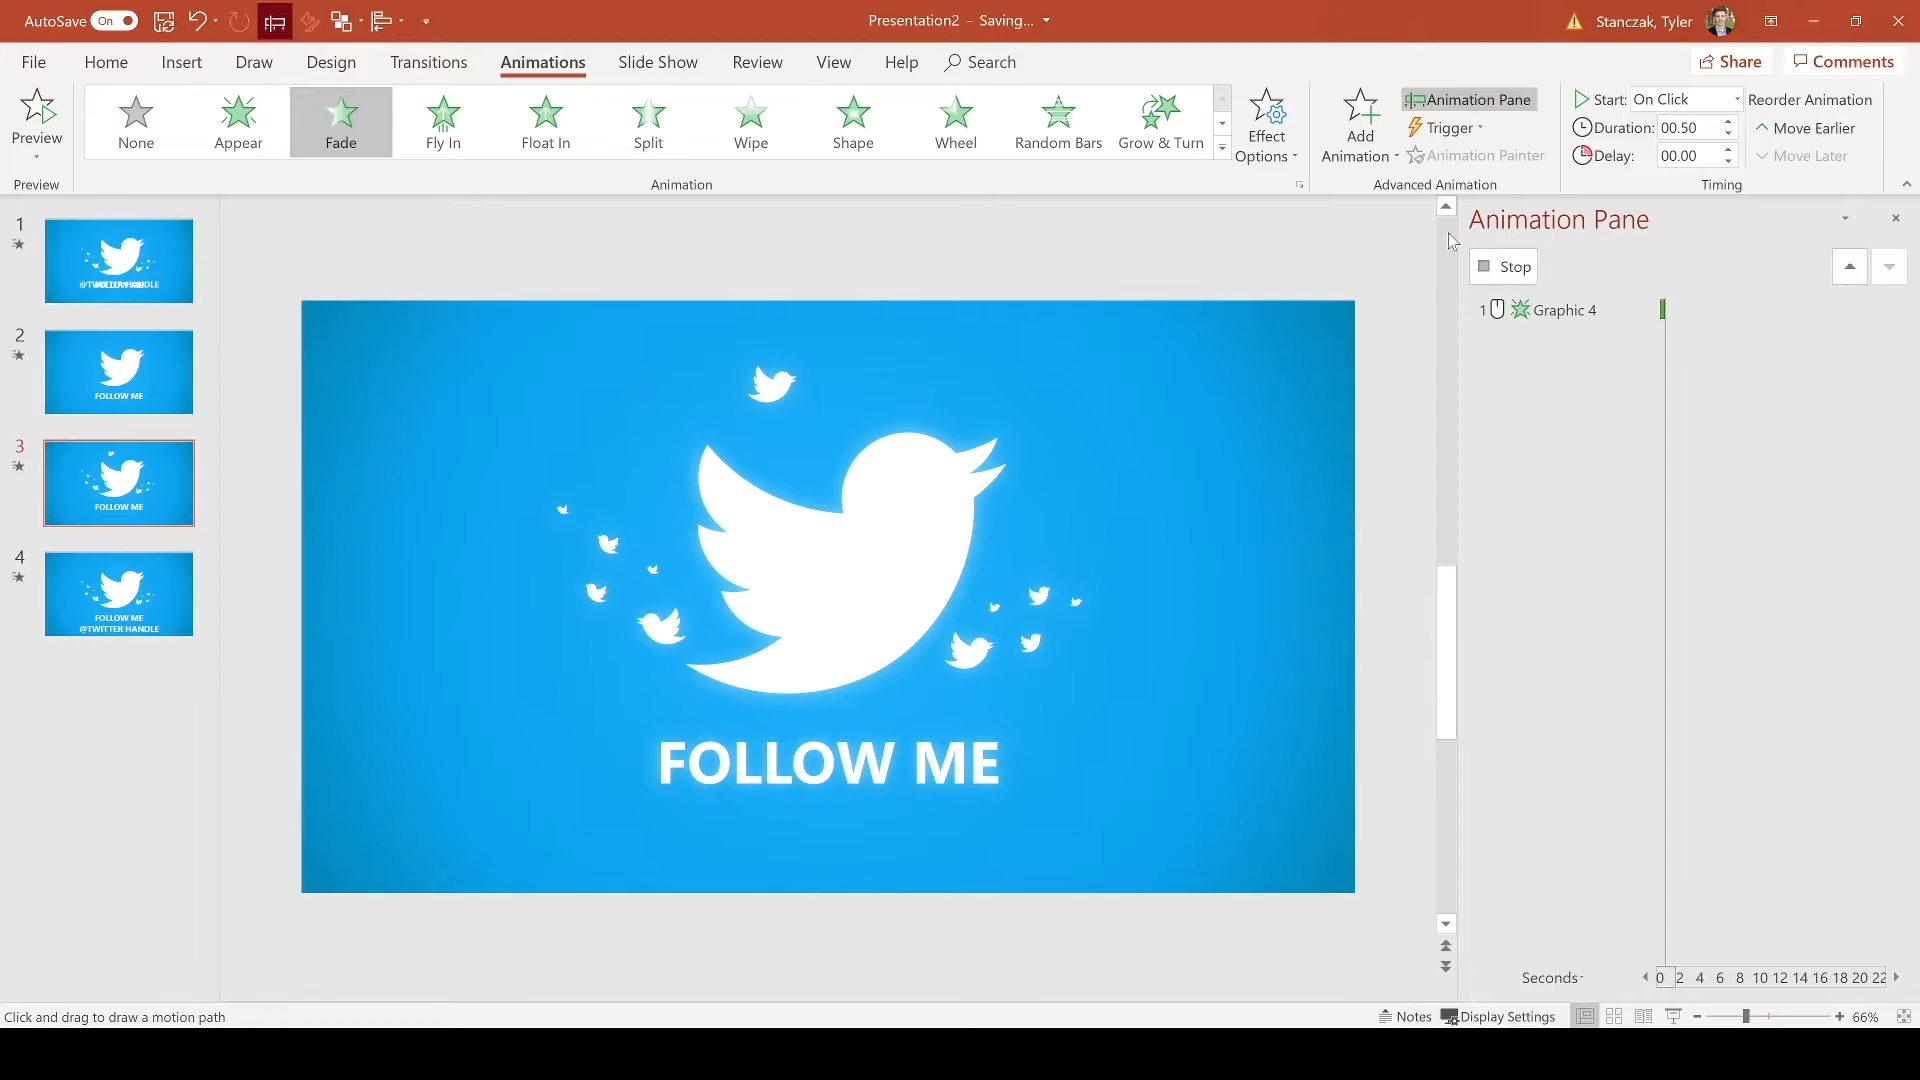 AutoSave On
Presentation2 - Saving...
Stanczak, Tyler
File Home Insert Draw Design Transitions Animations Slide Show Review View Help Search
Share Comments
Preview
None Appear Fade Fly In Float In Split Wipe Shape Wheel Random Bars Grow & Turn
Effect Options
Add Animation
Animation Pane
Trigger
Animation Painter
Start: On Click
Duration: 00.50
Delay: 00.00
Reorder Animation
Move Earlier
Move Later
Preview Animation Advanced Animation Timing
1
2
FOLLOW ME
3
FOLLOW ME
4
FOLLOW ME
@TWITTER HANDLE
FOLLOW ME
Animation Pane
Stop
1 Graphic 4
Seconds 0 2 4 6 8 10 12 14 16 18 20 22
Click and drag to draw a motion path
Notes Display Settings 66%